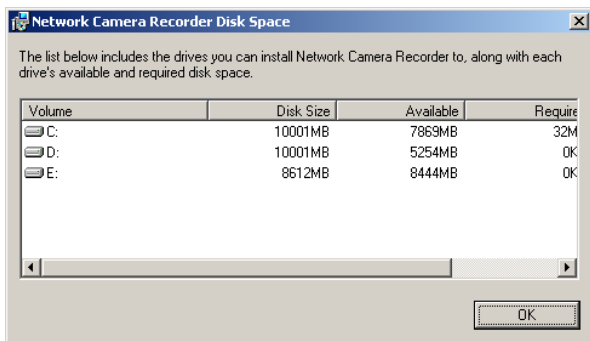 Network Camera Recorder Disk Space
The list below includes the drives you can install Network Camera Recorder to, along with each
drive's available and required disk space.
Volume Disk Size Available Require
C: 10001MB 7869MB 32M
D: 10001MB 5254MB 0K
E: 8612MB 8444MB 0K
OK